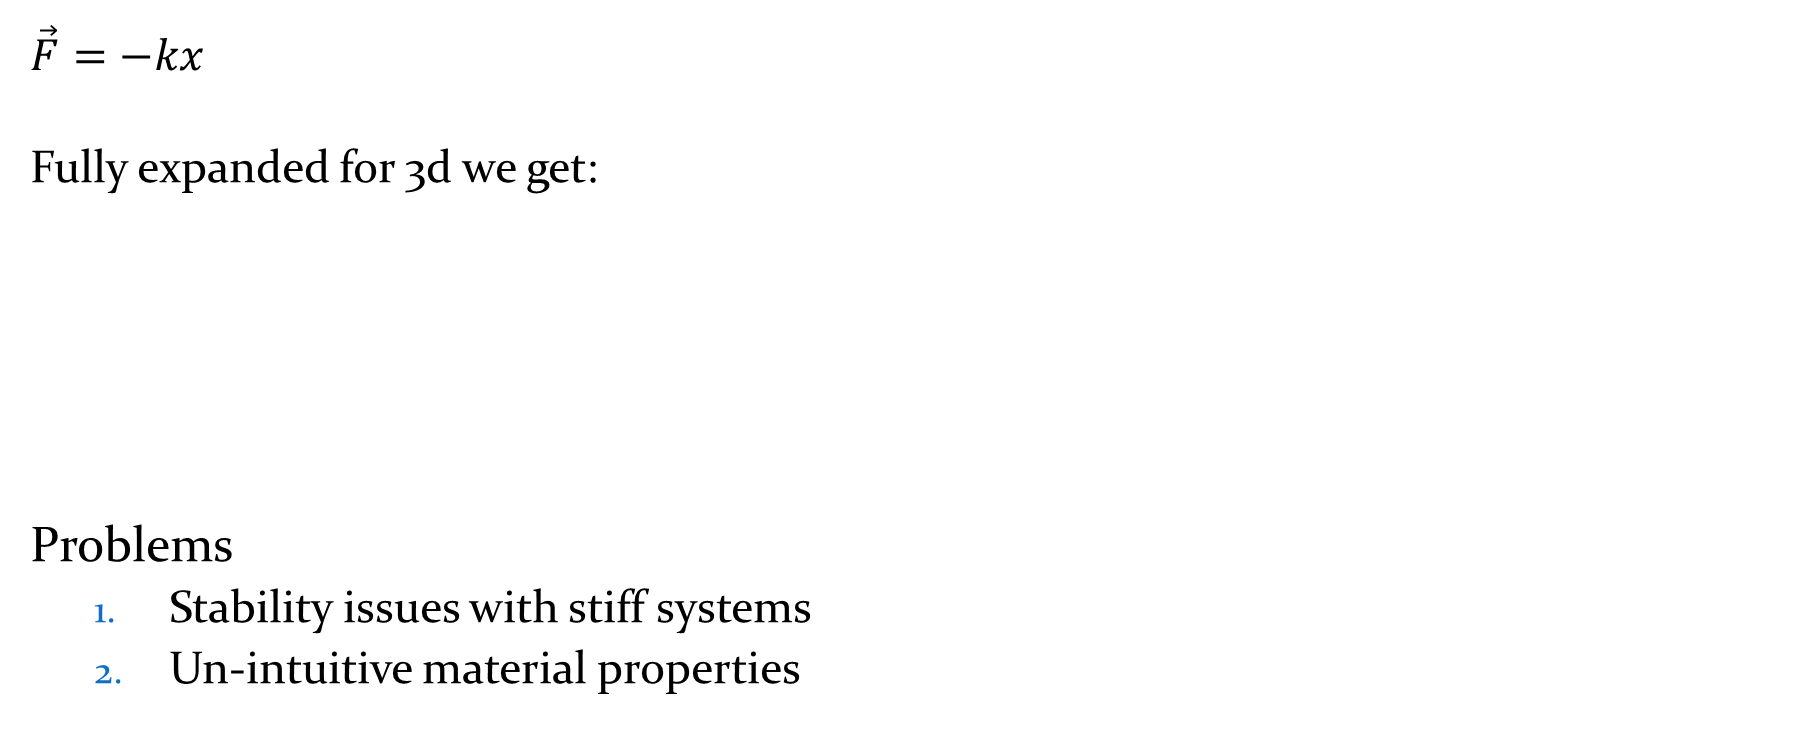 F⃗ = −kx
Fully expanded for 3d we get:
Problems
1. Stability issues with stiff systems
2. Un-intuitive material properties